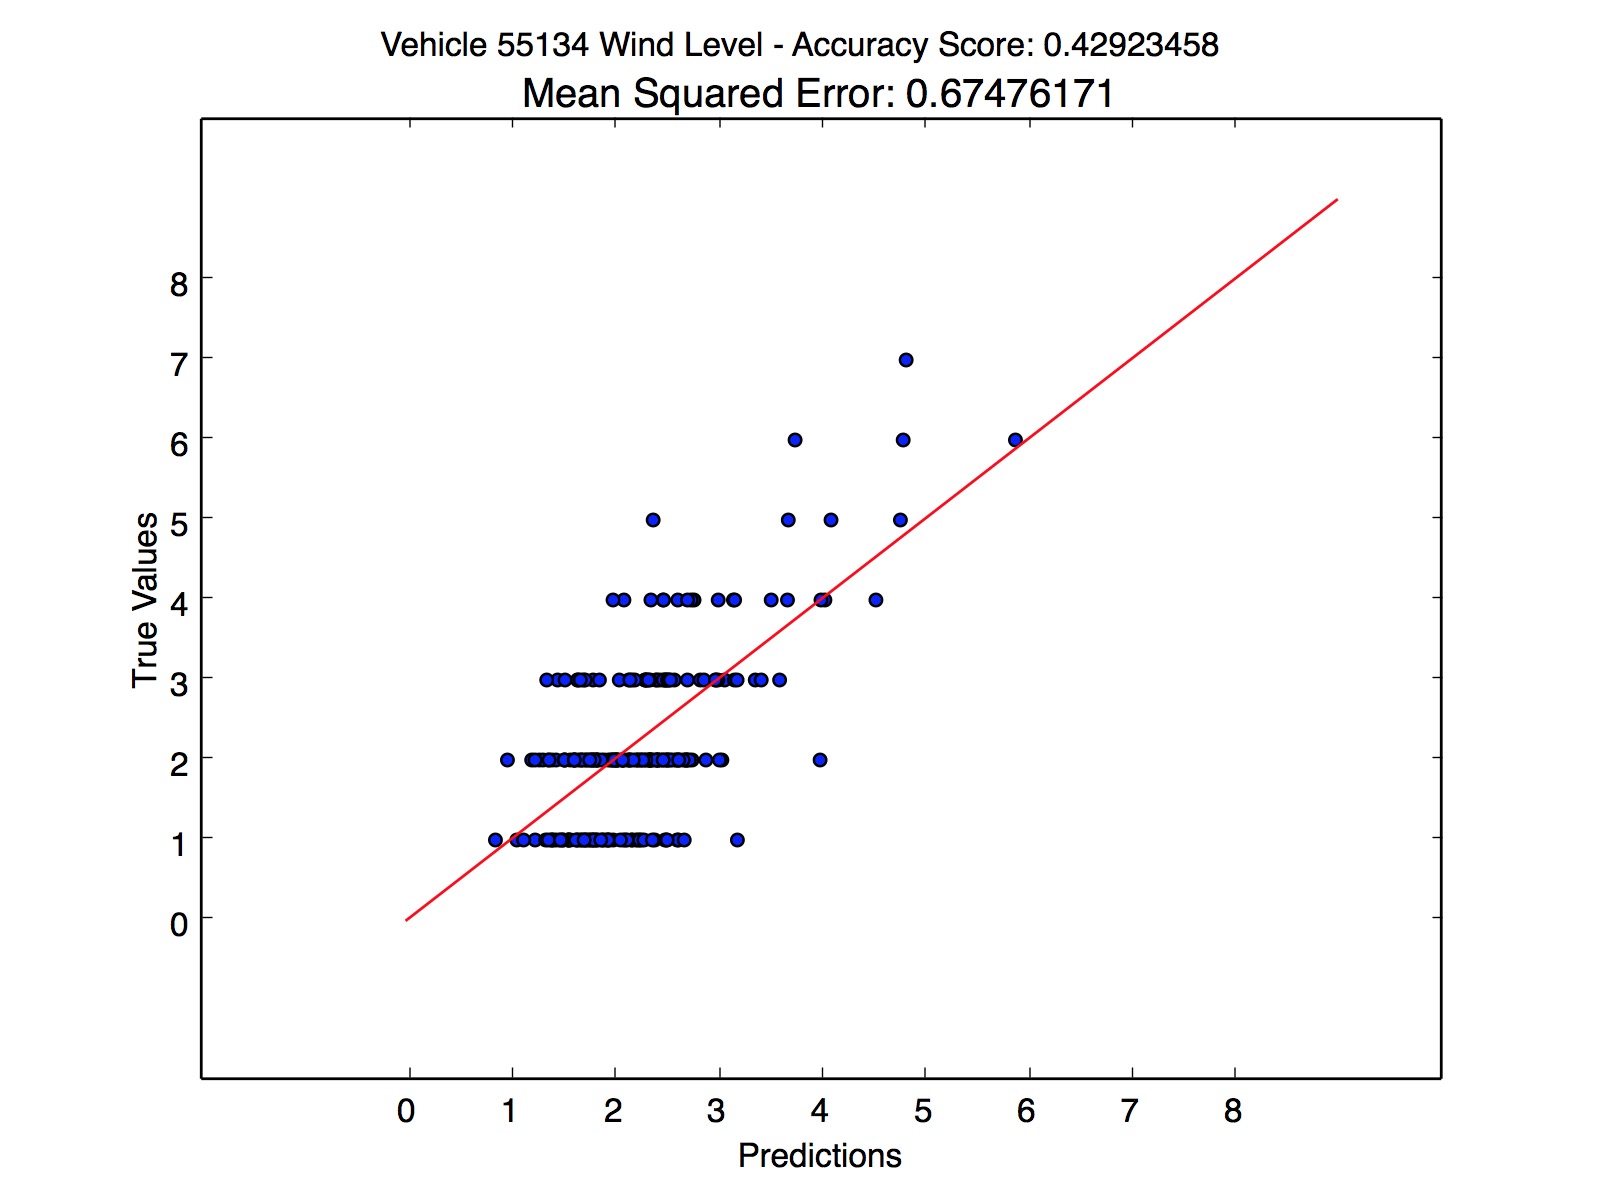 Vehicle 55134 Wind Level - Accuracy Score: 0.42923458
Mean Squared Error: 0.67476171
8
7
6
5
4
3
2
1
0
True Values
0 1 2 3 4 5 6 7 8
Predictions